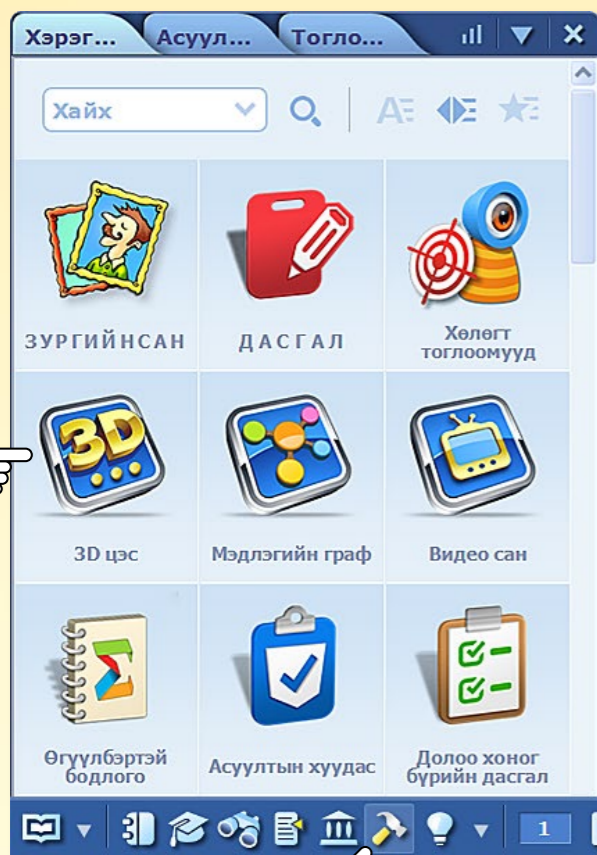 Хэрэг... Асуул... Тогло...
Хайх
ЗУРГИЙНСАН
ДАСГАЛ
Хөлөгт
тоглоомууд
3D
3D цэс
Мэдлэгийн граф
Видео сан
Өгүүлбэртэй
бодлого
Асуултын хуудас
Долоо хоног
бүрийн дасгал
1